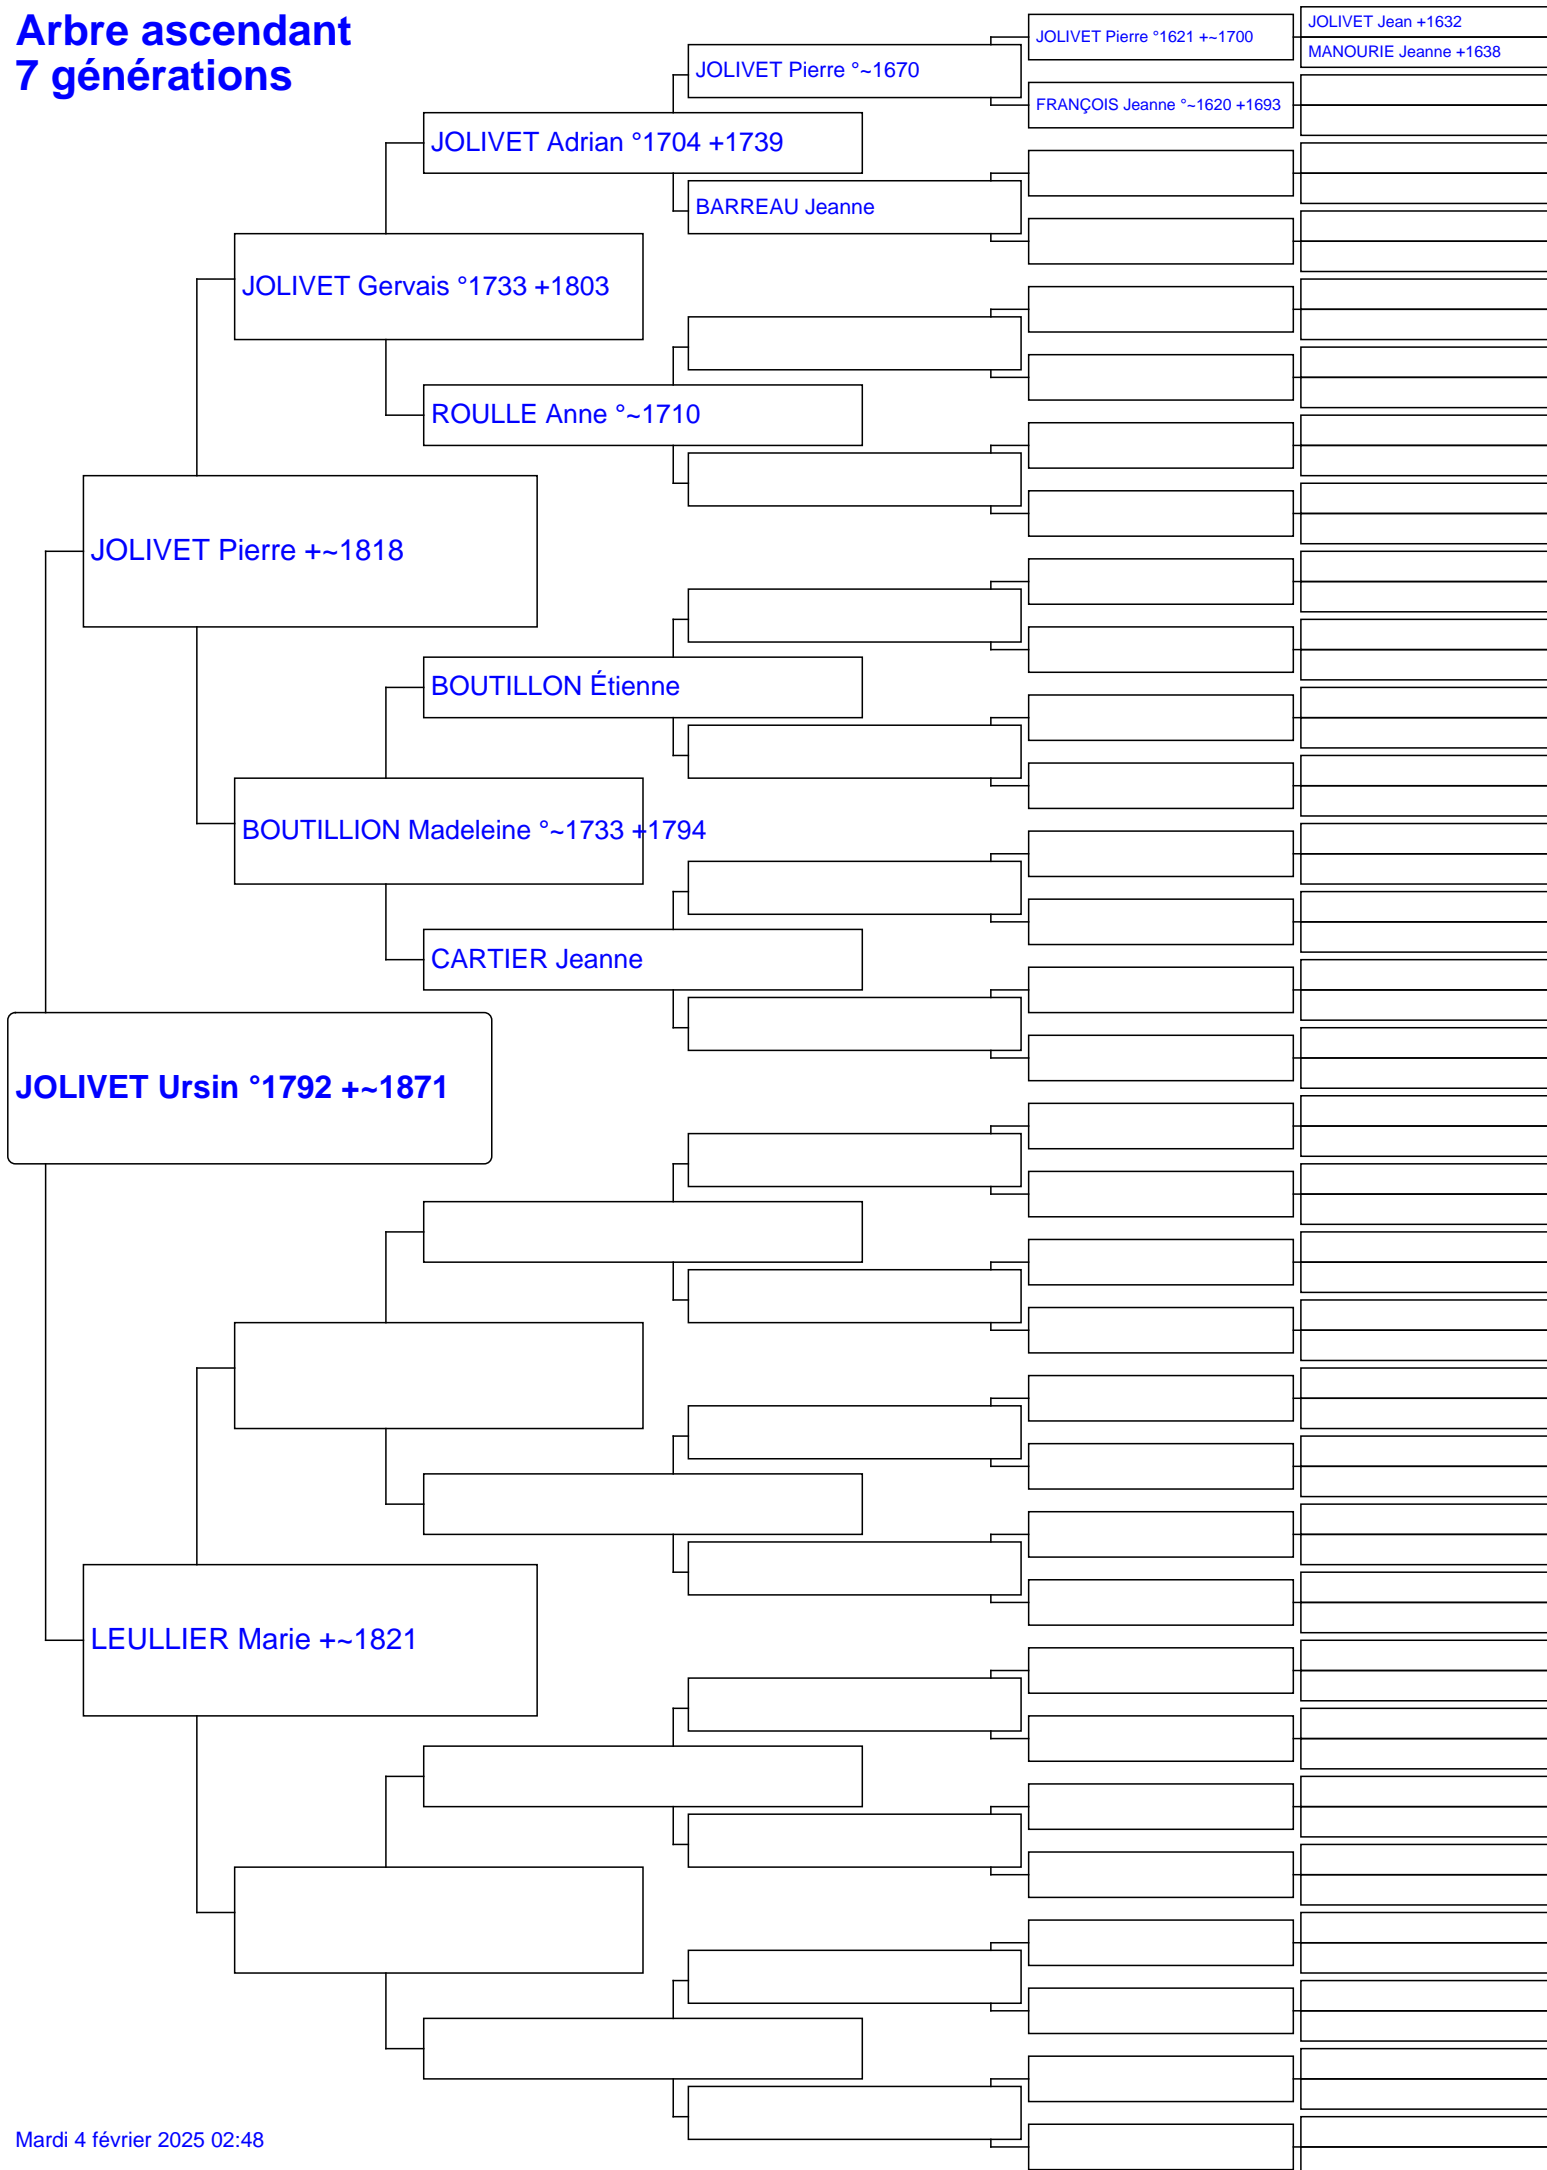 Arbre ascendant
7 générations
JOLIVET Jean +1632
JOLIVET Pierre °1621 +~1700
MANOURIE Jeanne +1638
JOLIVET Pierre °~1670
FRANÇOIS Jeanne °~1620 +1693
JOLIVET Adrian °1704 +1739
BARREAU Jeanne
JOLIVET Gervais °1733 +1803
ROULLE Anne °~1710
JOLIVET Pierre +~1818
BOUTILLON Étienne
BOUTILLION Madeleine °~1733 +1794
CARTIER Jeanne
JOLIVET Ursin °1792 +~1871
LEULLIER Marie +~1821
Mardi 4 février 2025 02:48